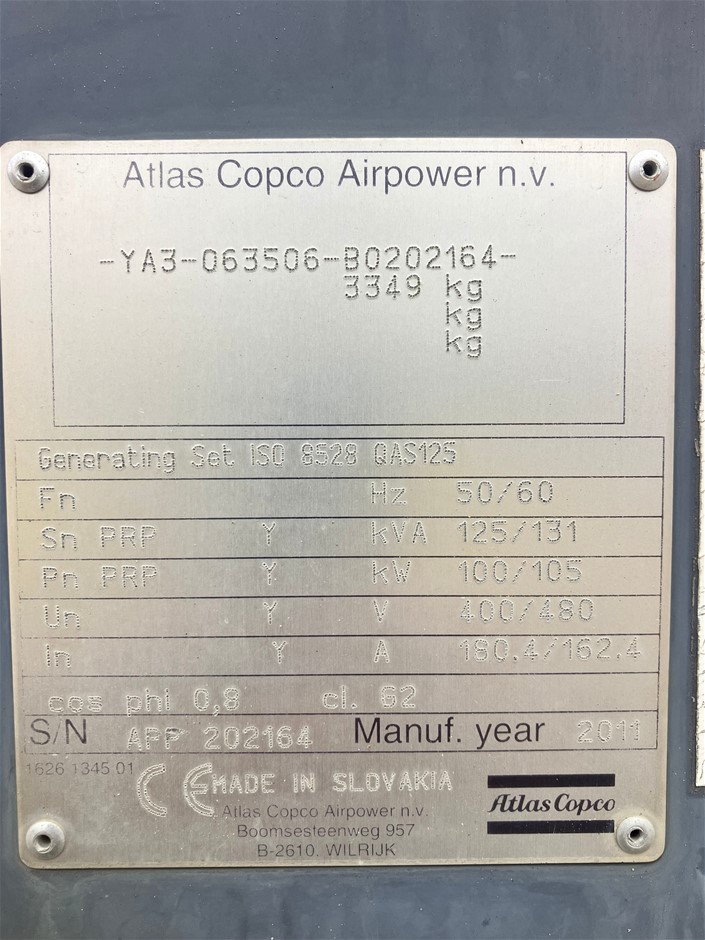 Atlas Copco Airpower n.v.
-YA3-063506-B0202164-
3349 kg
kg
kg
Generating Set ISO 8528 QAS125
Fn Hz 50/60
Sn PRP Y kVA 125/131
Pn PRP Y kW 100/105
Un Y V 400/480
In Y A 180.4/162.4
cos phi 0,8 cl. G2
S/N APP 202164 Manuf. year 2011
1626 1345 01
CE MADE IN SLOVAKIA
Atlas Copco Airpower n.v.
Boomsesteenweg 957
B-2610. WILRIJK
Atlas Copco